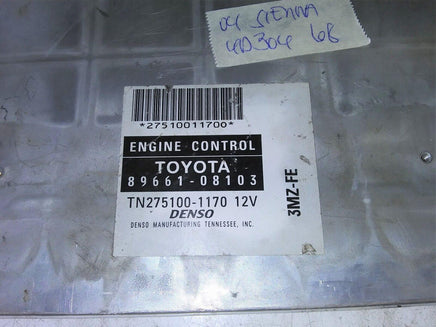 04 SIENNA
4D304 6B
*27510011700*
ENGINE CONTROL
TOYOTA
89661-08103
TN275100-1170 12V
DENSO
DENSO MANUFACTURING TENNESSEE, INC.
3MZ-FE